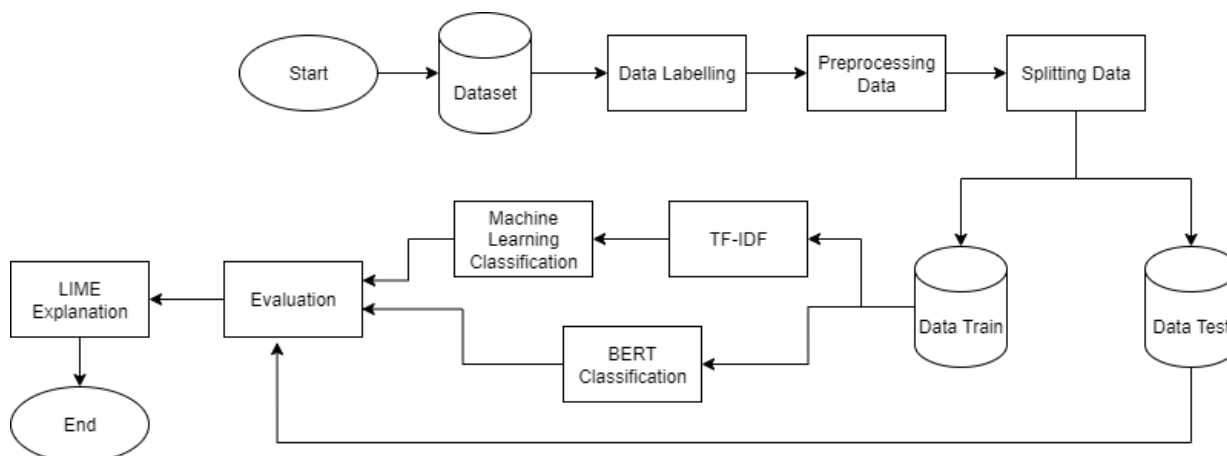 Start
Dataset
Data Labelling
Preprocessing
Data
Splitting Data
Machine
Learning
Classification
TF-IDF
LIME
Explanation
Evaluation
Data Train
Data Test
BERT
Classification
End